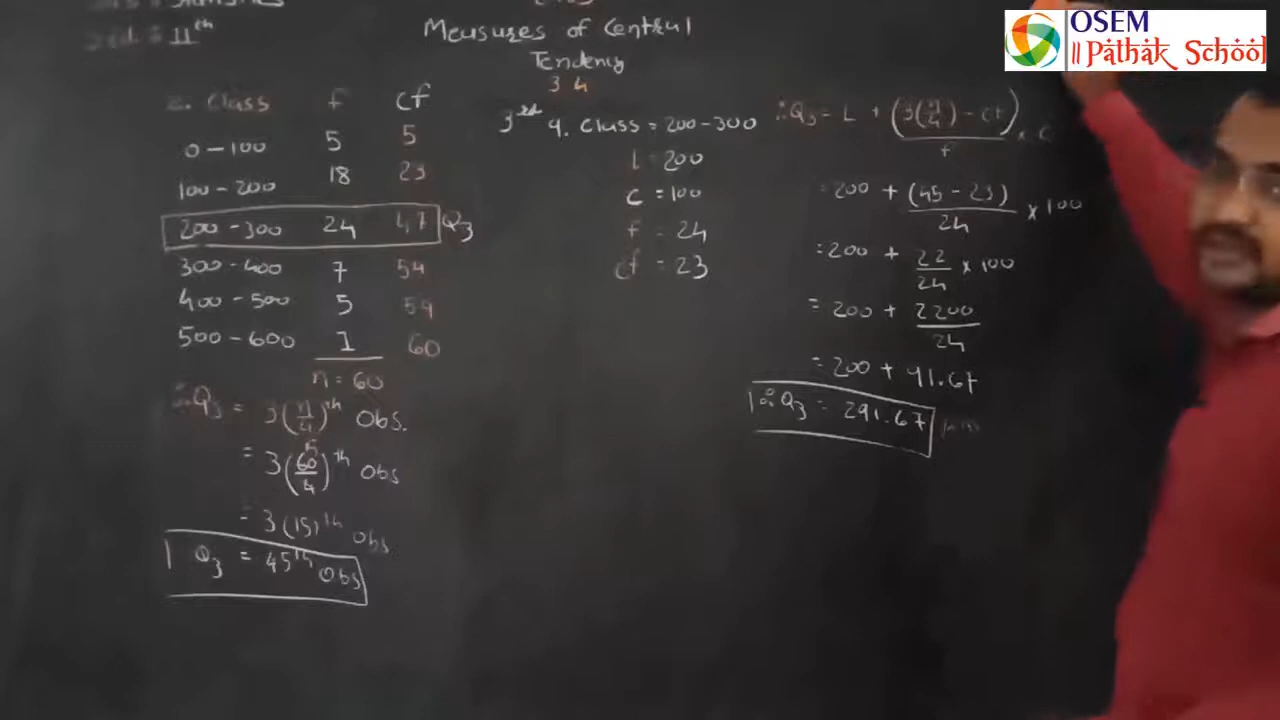 OSEM
॥ Pathak School
Statistics
11th
Measures of Central
Tendency
34
Class f cf
0-100 5 5
100-200 18 23
200-300 24 47 Q3
300-400 7 54
400-500 5 59
500-600 1 60
n = 60
∴Q3 = 3(n/4)th Obs.
= 3(60/4)th Obs
= 3(15)th Obs
Q3 = 45th Obs
3rd q. Class = 200-300
l = 200
c = 100
f = 24
cf = 23
∴Q3 = L + (3(n/4) - cf)/f × c
= 200 + (45 - 23)/24 × 100
= 200 + 22/24 × 100
= 200 + 2200/24
= 200 + 91.67
∴ Q3 = 291.67